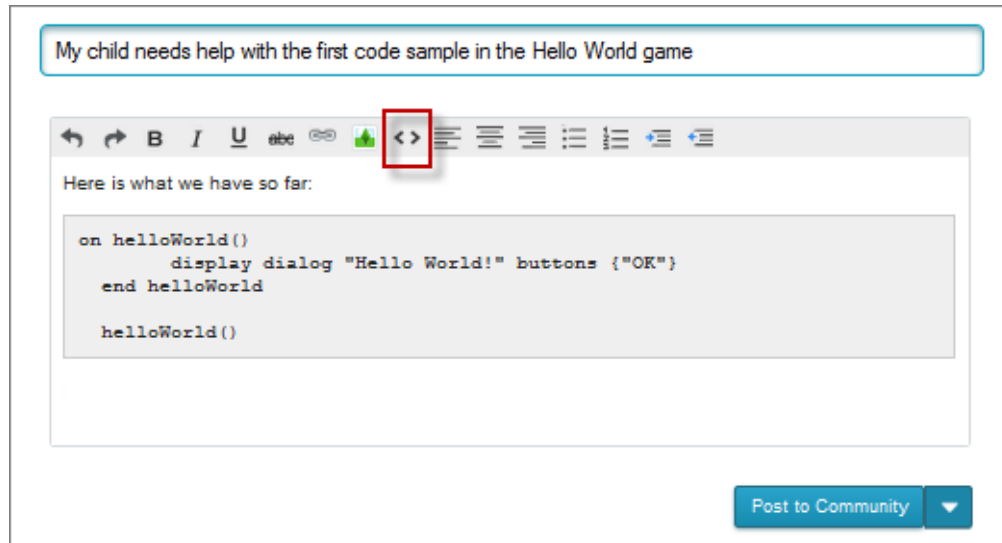 My child needs help with the first code sample in the Hello World game
B I U abc <>
Here is what we have so far:
on helloWorld()
display dialog "Hello World!" buttons {"OK"}
end helloWorld
helloWorld()
Post to Community